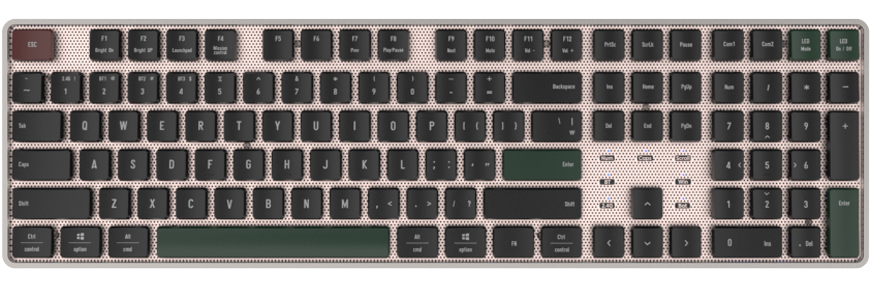 ESC F1 F2 F3 F4 F5 F6 F7 F8 F9 F10 F11 F12 PrtSc ScrLk Pause Com1 Com2 LED LED
Bright Dn Bright UP Launchpad Mission Prev Play/Pause Next Mute Vol - Vol + Mode On / Off
control
~ 1 2 3 4 5 6 7 8 9 0 - = Backspace Ins Home PgUp Num / * -
Tab Q W E R T Y U I O P [ ( ] ) \ | Del End PgDn 7 8 9 +
Caps A S D F G H J K L ; : ' " Enter 4 < 5 > 6
Shift Z X C V B N M , < . > / ? Shift 1 2 3 Enter
Ctrl Alt Alt FN Ctrl 0 Ins . Del
control option cmd cmd option control